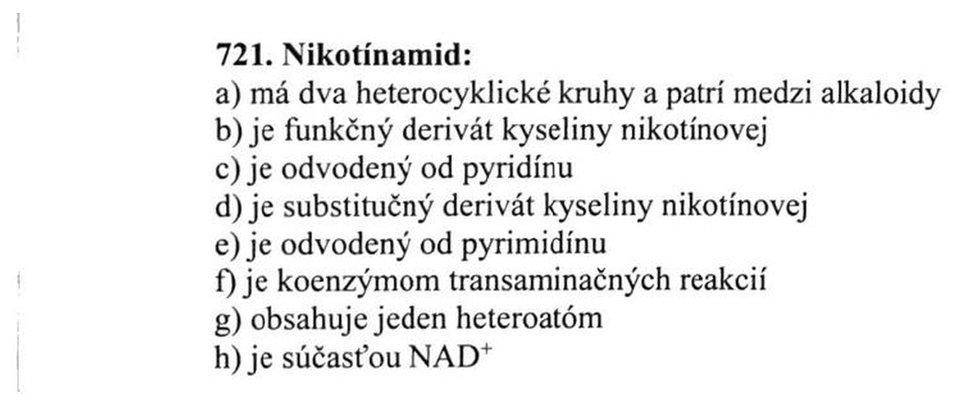 721. Nikotínamid:
a) má dva heterocyklické kruhy a patrí medzi alkaloidy
b) je funkčný derivát kyseliny nikotínovej
c) je odvodený od pyridínu
d) je substitučný derivát kyseliny nikotínovej
e) je odvodený od pyrimidínu
f) je koenzýmom transaminačných reakcií
g) obsahuje jeden heteroatóm
h) je súčasťou NAD⁺